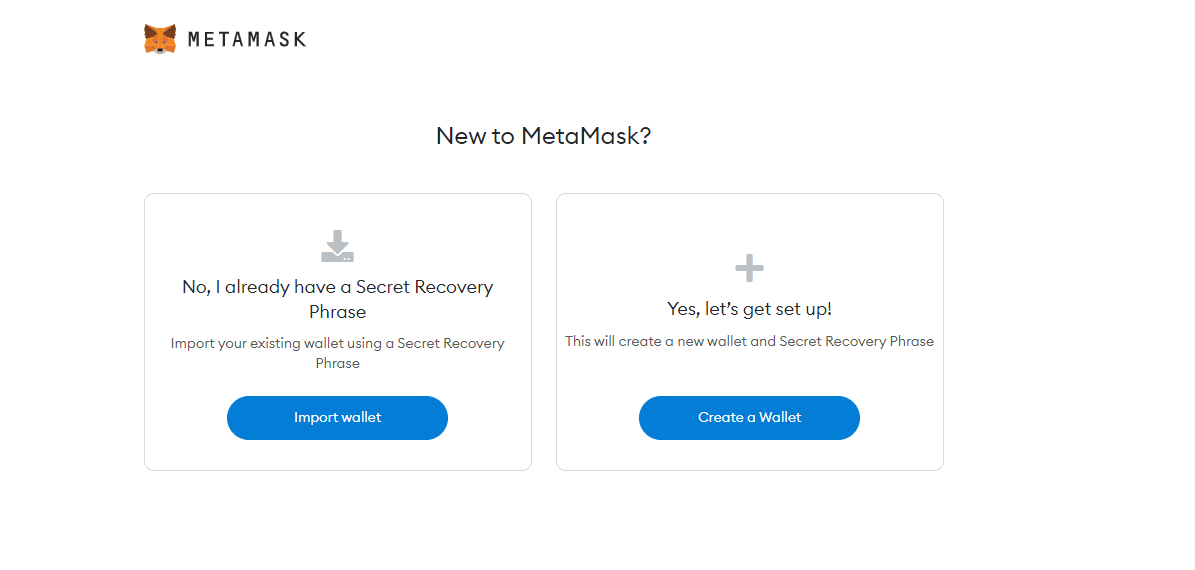 METAMASK
New to MetaMask?
No, I already have a Secret Recovery
Phrase
Import your existing wallet using a Secret Recovery
Phrase
Import wallet
Yes, let’s get set up!
This will create a new wallet and Secret Recovery Phrase
Create a Wallet